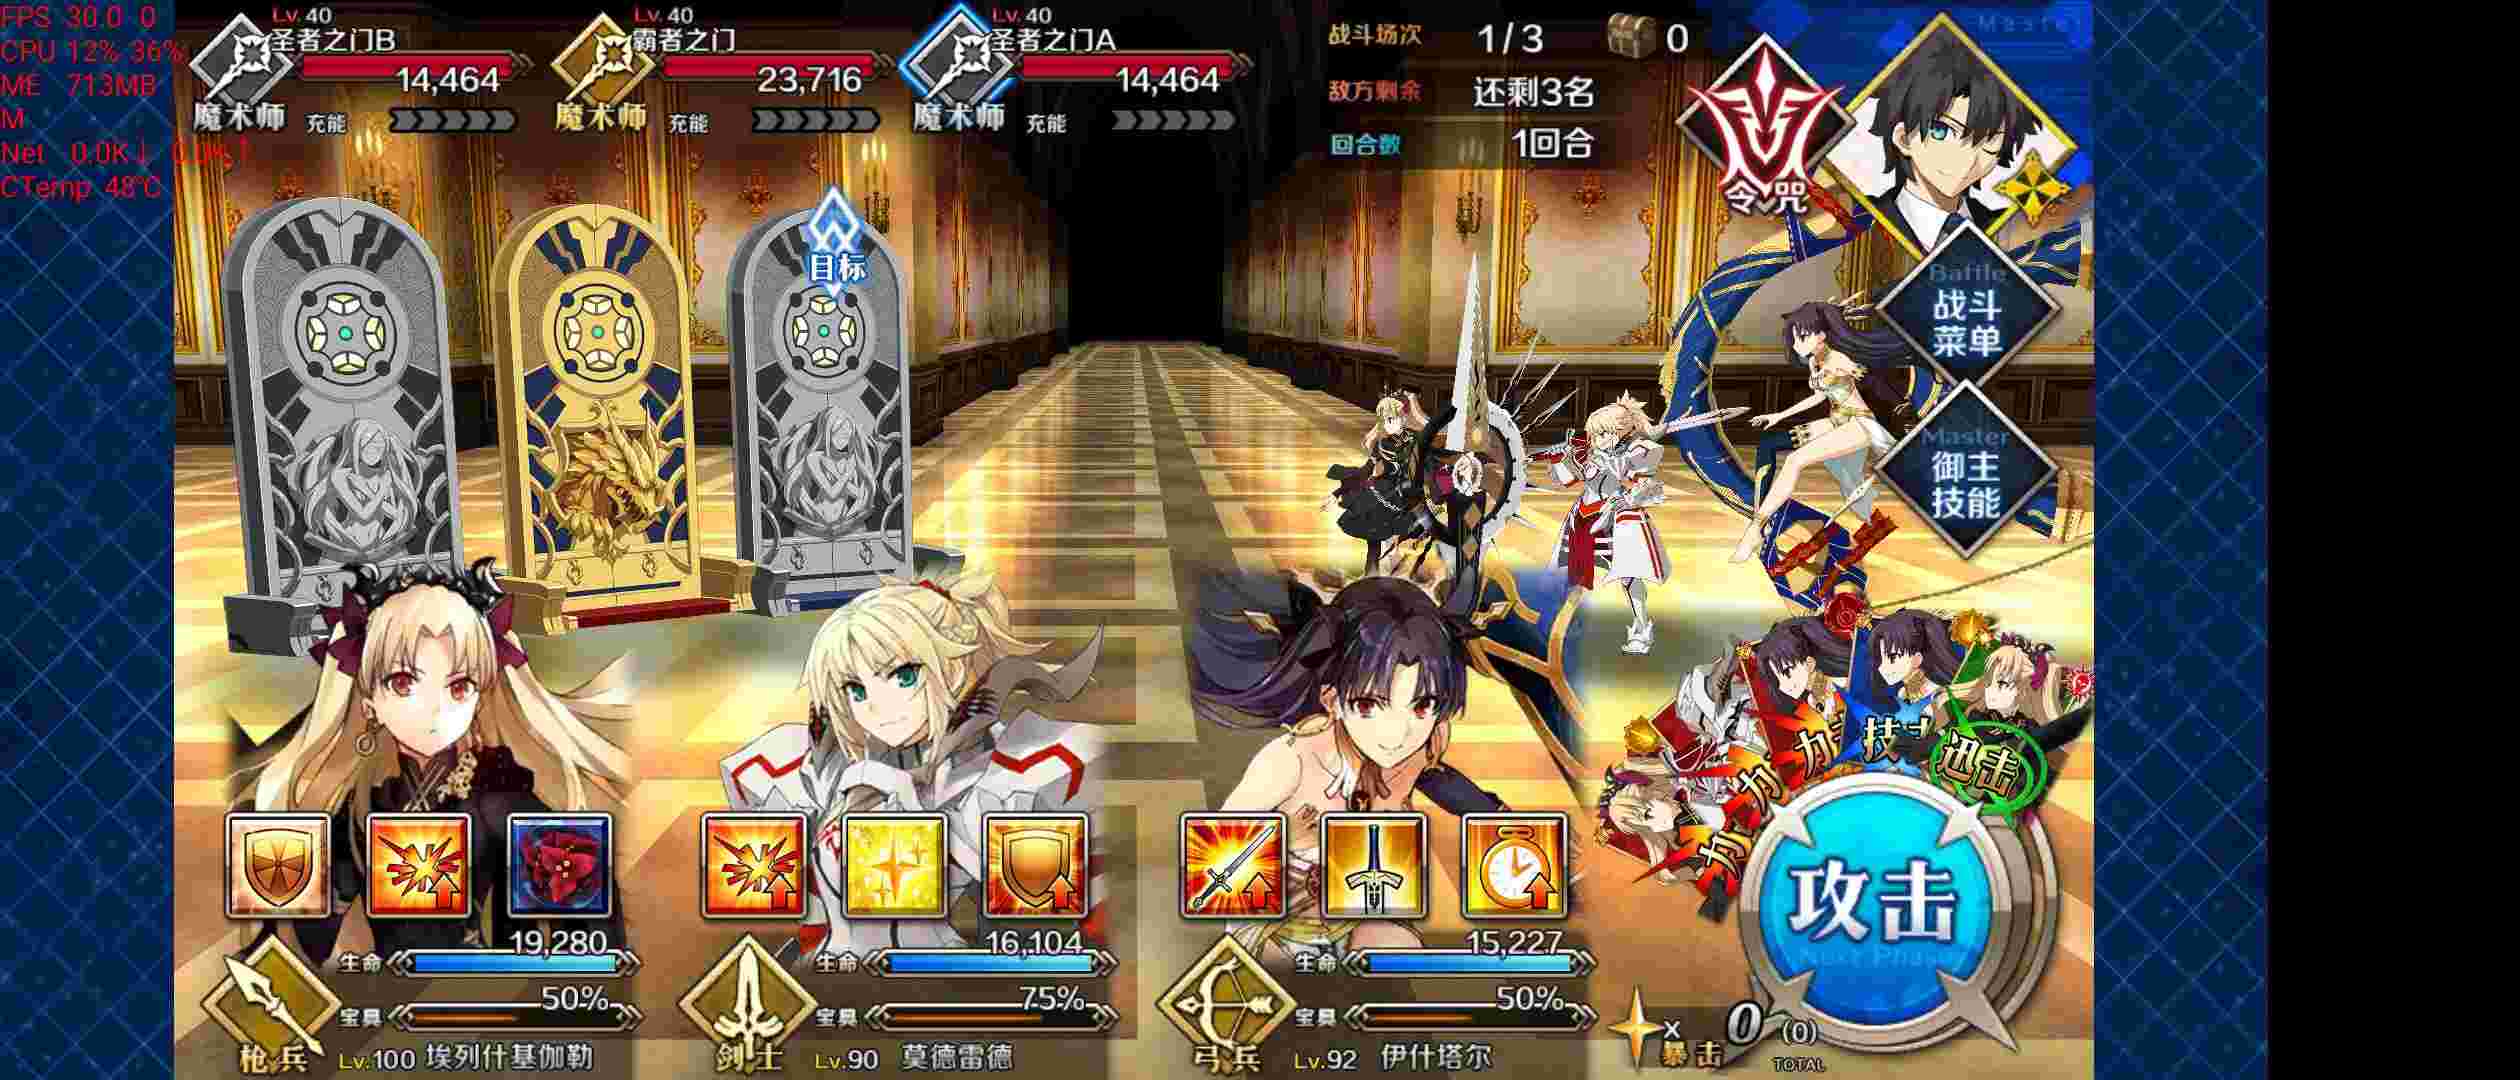 FPS 30.0 0
CPU 12% 36%
ME 713MB
M
Net 0.0K↓ 0.0K↑
CTemp 48°C
Lv.40
圣者之门B
14,464
魔术师 充能
Lv.40
霸者之门
23,716
魔术师 充能
Lv.40
圣者之门A
14,464
魔术师 充能
战斗场次 1/3 0
敌方剩余 还剩3名
回合数 1回合
Master
令咒
目标
Battle
战斗
菜单
Master
御主
技能
力 力 力 技 迅击
攻击
Next Phase
19,280
生命
50%
宝具
枪兵 Lv.100 埃列什基伽勒
16,104
生命
75%
宝具
剑士 Lv.90 莫德雷德
15,227
生命
50%
宝具
弓兵 Lv.92 伊什塔尔
x 0 (0)
暴击 TOTAL